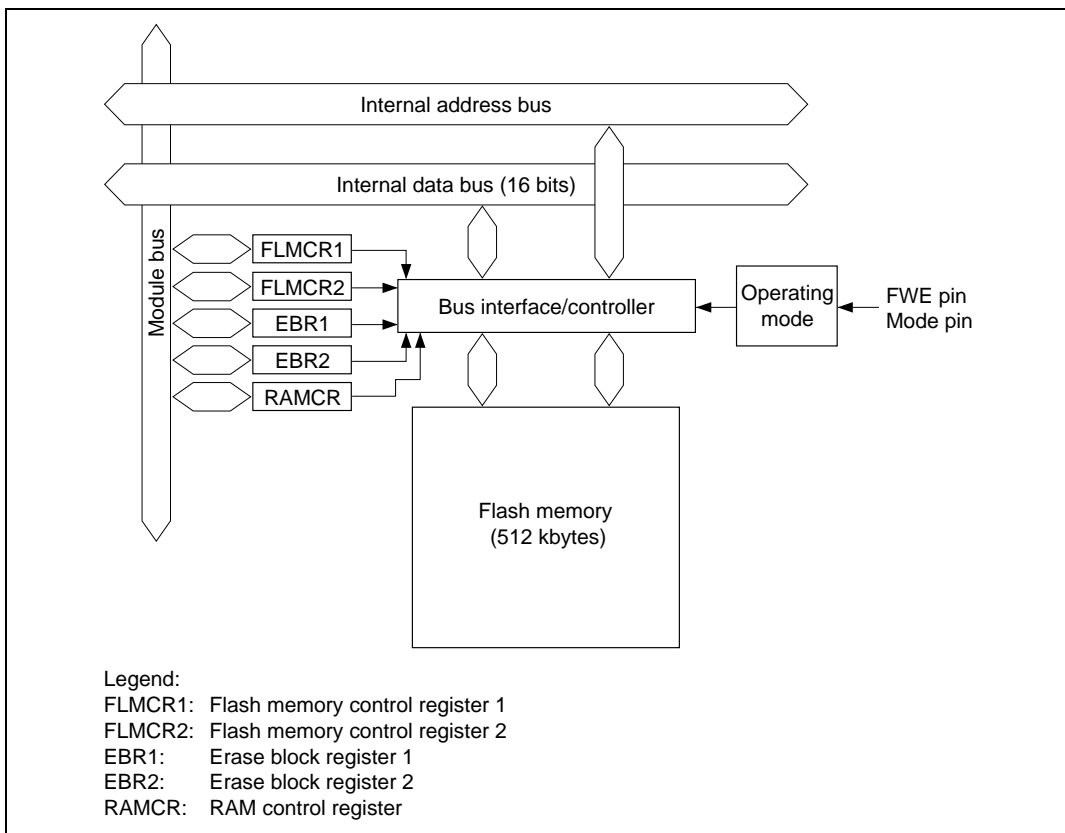 Internal address bus
Internal data bus (16 bits)
Module bus
FLMCR1
FLMCR2
EBR1
EBR2
RAMCR
Bus interface/controller
Operating
mode
FWE pin
Mode pin
Flash memory
(512 kbytes)
Legend:
FLMCR1: Flash memory control register 1
FLMCR2: Flash memory control register 2
EBR1: Erase block register 1
EBR2: Erase block register 2
RAMCR: RAM control register